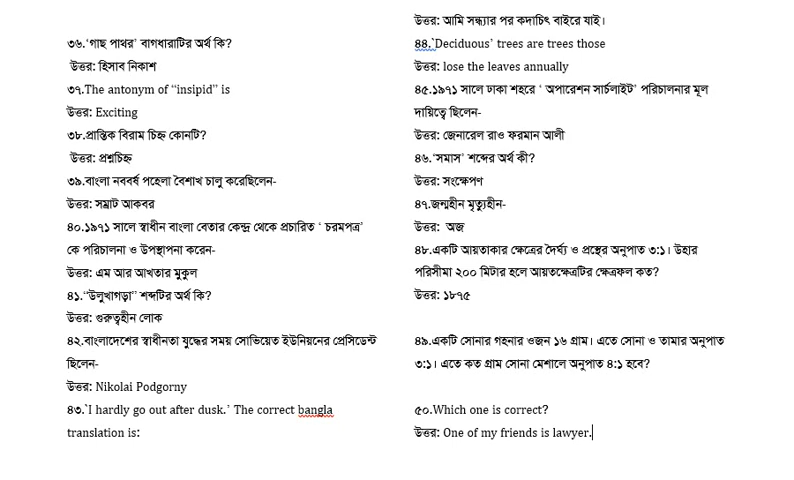 ৩৬.‘গাছ পাথর’ বাগধারাটির অর্থ কি?
উত্তর: হিসাব নিকাশ
৩৭.The antonym of “insipid” is
উত্তর: Exciting
৩৮.প্রান্তিক বিরাম চিহ্ন কোনটি?
উত্তর: প্রশ্নচিহ্ন
৩৯.বাংলা নববর্ষ পহেলা বৈশাখ চালু করেছিলেন-
উত্তর: সম্রাট আকবর
৪০.১৯৭১ সালে স্বাধীন বাংলা বেতার কেন্দ্র থেকে প্রচারিত ‘ চরমপত্র’
কে পরিচালনা ও উপস্থাপনা করেন-
উত্তর: এম আর আখতার মুকুল
৪১.“উলুখাগড়া” শব্দটির অর্থ কি?
উত্তর: গুরুত্বহীন লোক
৪২.বাংলাদেশের স্বাধীনতা যুদ্ধের সময় সোভিয়েত ইউনিয়নের প্রেসিডেন্ট
ছিলেন-
উত্তর: Nikolai Podgorny
৪৩.`I hardly go out after dusk.’ The correct bangla
translation is:
উত্তর: আমি সন্ধ্যার পর কদাচিৎ বাইরে যাই।
৪৪.`Deciduous’ trees are trees those
উত্তর: lose the leaves annually
৪৫.১৯৭১ সালে ঢাকা শহরে ‘ অপারেশন সার্চলাইট’ পরিচালনার মূল
দায়িত্বে ছিলেন-
উত্তর: জেনারেল রাও ফরমান আলী
৪৬.‘সমাস’ শব্দের অর্থ কী?
উত্তর: সংক্ষেপণ
৪৭.জন্মহীন মৃত্যুহীন-
উত্তর: অজ
৪৮.একটি আয়তাকার ক্ষেত্রের দৈর্ঘ্য ও প্রস্থের অনুপাত ৩:১। উহার
পরিসীমা ২০০ মিটার হলে আয়তক্ষেত্রটির ক্ষেত্রফল কত?
উত্তর: ১৮৭৫
৪৯.একটি সোনার গহনার ওজন ১৬ গ্রাম। এতে সোনা ও তামার অনুপাত
৩:১। এতে কত গ্রাম সোনা মেশালে অনুপাত ৪:১ হবে?
৫০.Which one is correct?
উত্তর: One of my friends is lawyer.